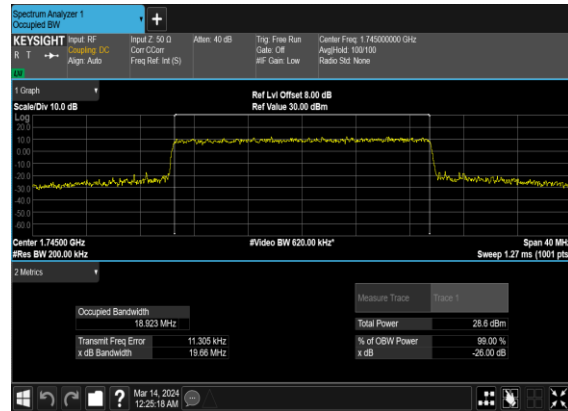 Spectrum Analyzer 1
Occupied BW
KEYSIGHT
R T
LXI
Input: RF
Coupling: DC
Align: Auto
Input Z: 50 Ω
Corr CCorr
Freq Ref: Int (S)
Atten: 40 dB
Trig: Free Run
Gate: Off
#IF Gain: Low
Center Freq: 1.745000000 GHz
Avg|Hold: 100/100
Radio Std: None
1 Graph
Scale/Div 10.0 dB
Ref Lvl Offset 8.00 dB
Ref Value 30.00 dBm
Log
20.0
10.0
0.00
-10.0
-20.0
-30.0
-40.0
-50.0
-60.0
Center 1.74500 GHz
#Res BW 200.00 kHz
#Video BW 620.00 kHz*
Span 40 MHz
Sweep 1.27 ms (1001 pts)
2 Metrics
Measure Trace
Trace 1
Occupied Bandwidth
18.923 MHz
Total Power 28.6 dBm
Transmit Freq Error 11.305 kHz
% of OBW Power 99.00 %
x dB Bandwidth 19.66 MHz
x dB -26.00 dB
Mar 14, 2024
12:25:18 AM